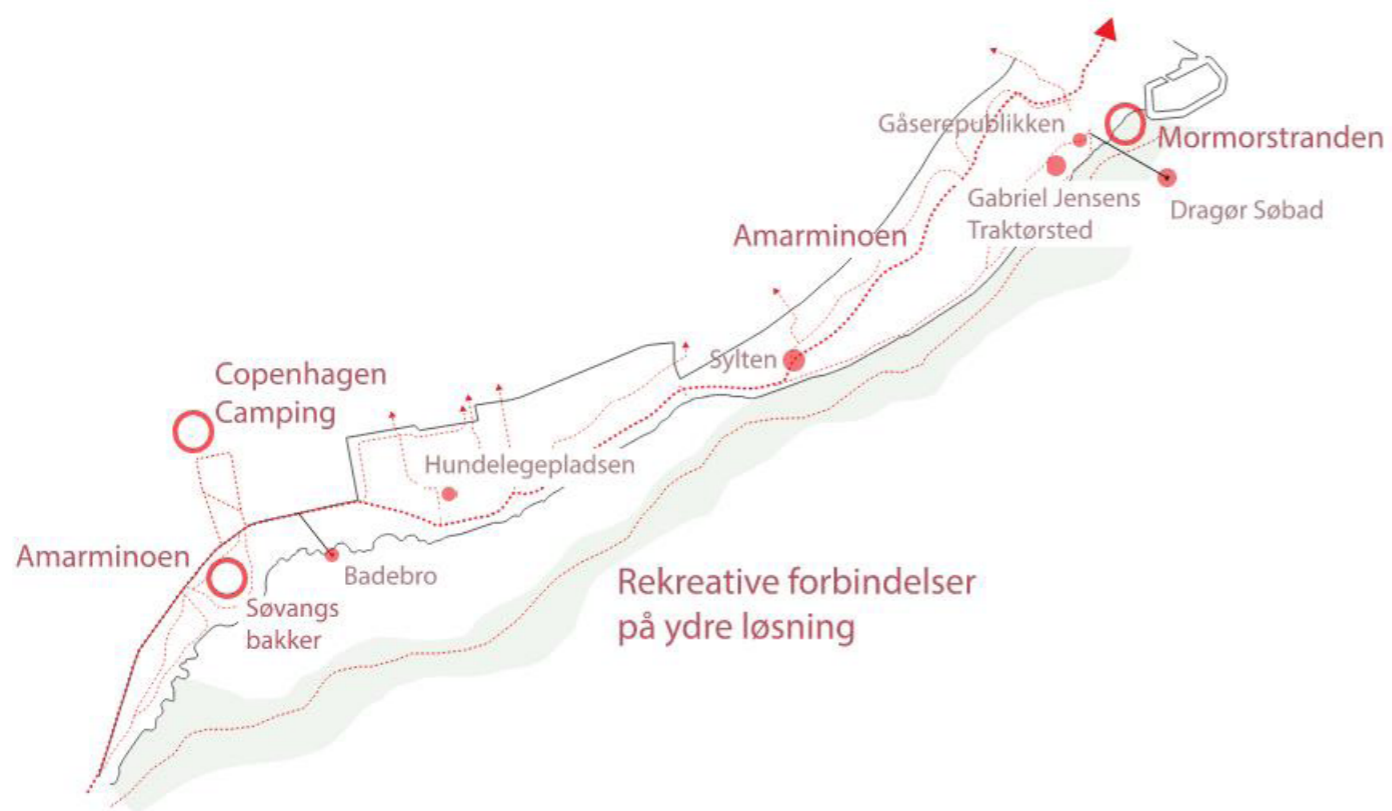 Gåserepublikken
Mormorstranden
Gabriel Jensens
Traktørsted
Dragør Søbad
Amarminoen
Sylten
Copenhagen
Camping
Hundelegepladsen
Amarminoen
Badebro
Søvangs
bakker
Rekreative forbindelser
på ydre løsning